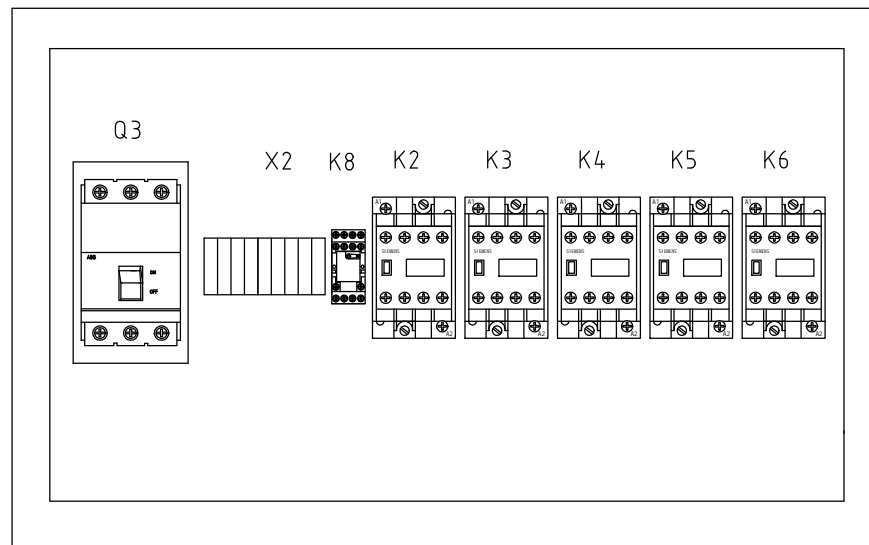 Q3
X2 K8 K2 K3 K4 K5 K6
A1 A1 A1 A1 A1
SIEMENS SIEMENS SIEMENS SIEMENS SIEMENS
ABB
ON
OFF
A2 A2 A2 A2 A2